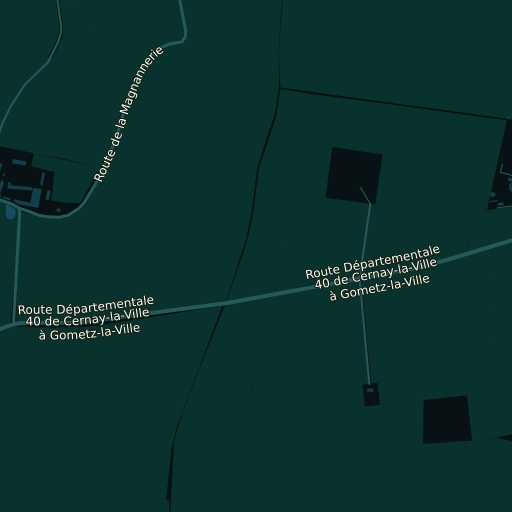 Route de la Magnannerie
Route Départementale
40 de Cernay-la-Ville
à Gometz-la-Ville
Route Départementale
40 de Cernay-la-Ville
à Gometz-la-Ville